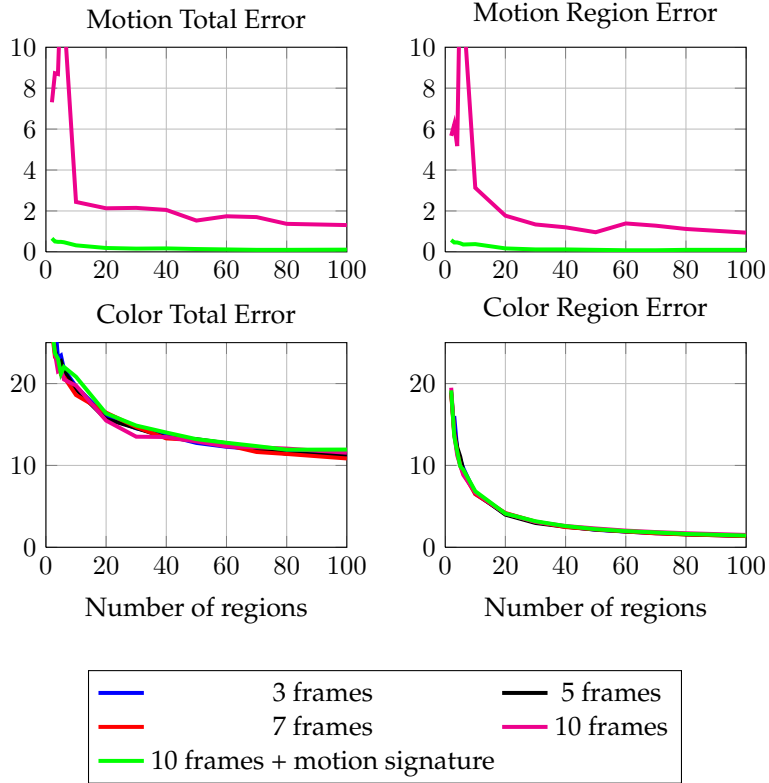 Motion Total Error
Motion Region Error
10
8
6
4
2
0
0 20 40 60 80 100
10
8
6
4
2
0
0 20 40 60 80 100
Color Total Error
Color Region Error
20
10
0
0 20 40 60 80 100
Number of regions
20
10
0
0 20 40 60 80 100
Number of regions
3 frames
5 frames
7 frames
10 frames
10 frames + motion signature